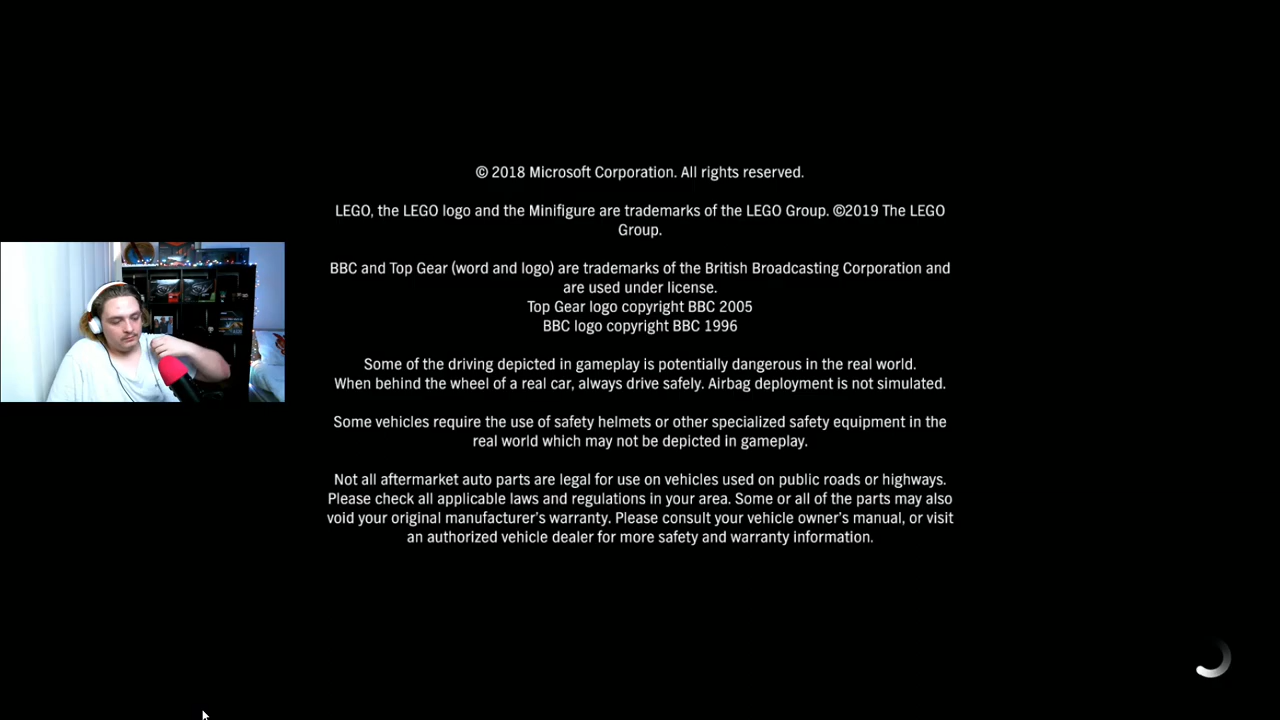 © 2018 Microsoft Corporation. All rights reserved.
LEGO, the LEGO logo and the Minifigure are trademarks of the LEGO Group. ©2019 The LEGO
Group.
BBC and Top Gear (word and logo) are trademarks of the British Broadcasting Corporation and
are used under license.
Top Gear logo copyright BBC 2005
BBC logo copyright BBC 1996
Some of the driving depicted in gameplay is potentially dangerous in the real world.
When behind the wheel of a real car, always drive safely. Airbag deployment is not simulated.
Some vehicles require the use of safety helmets or other specialized safety equipment in the
real world which may not be depicted in gameplay.
Not all aftermarket auto parts are legal for use on vehicles used on public roads or highways.
Please check all applicable laws and regulations in your area. Some or all of the parts may also
void your original manufacturer's warranty. Please consult your vehicle owner's manual, or visit
an authorized vehicle dealer for more safety and warranty information.